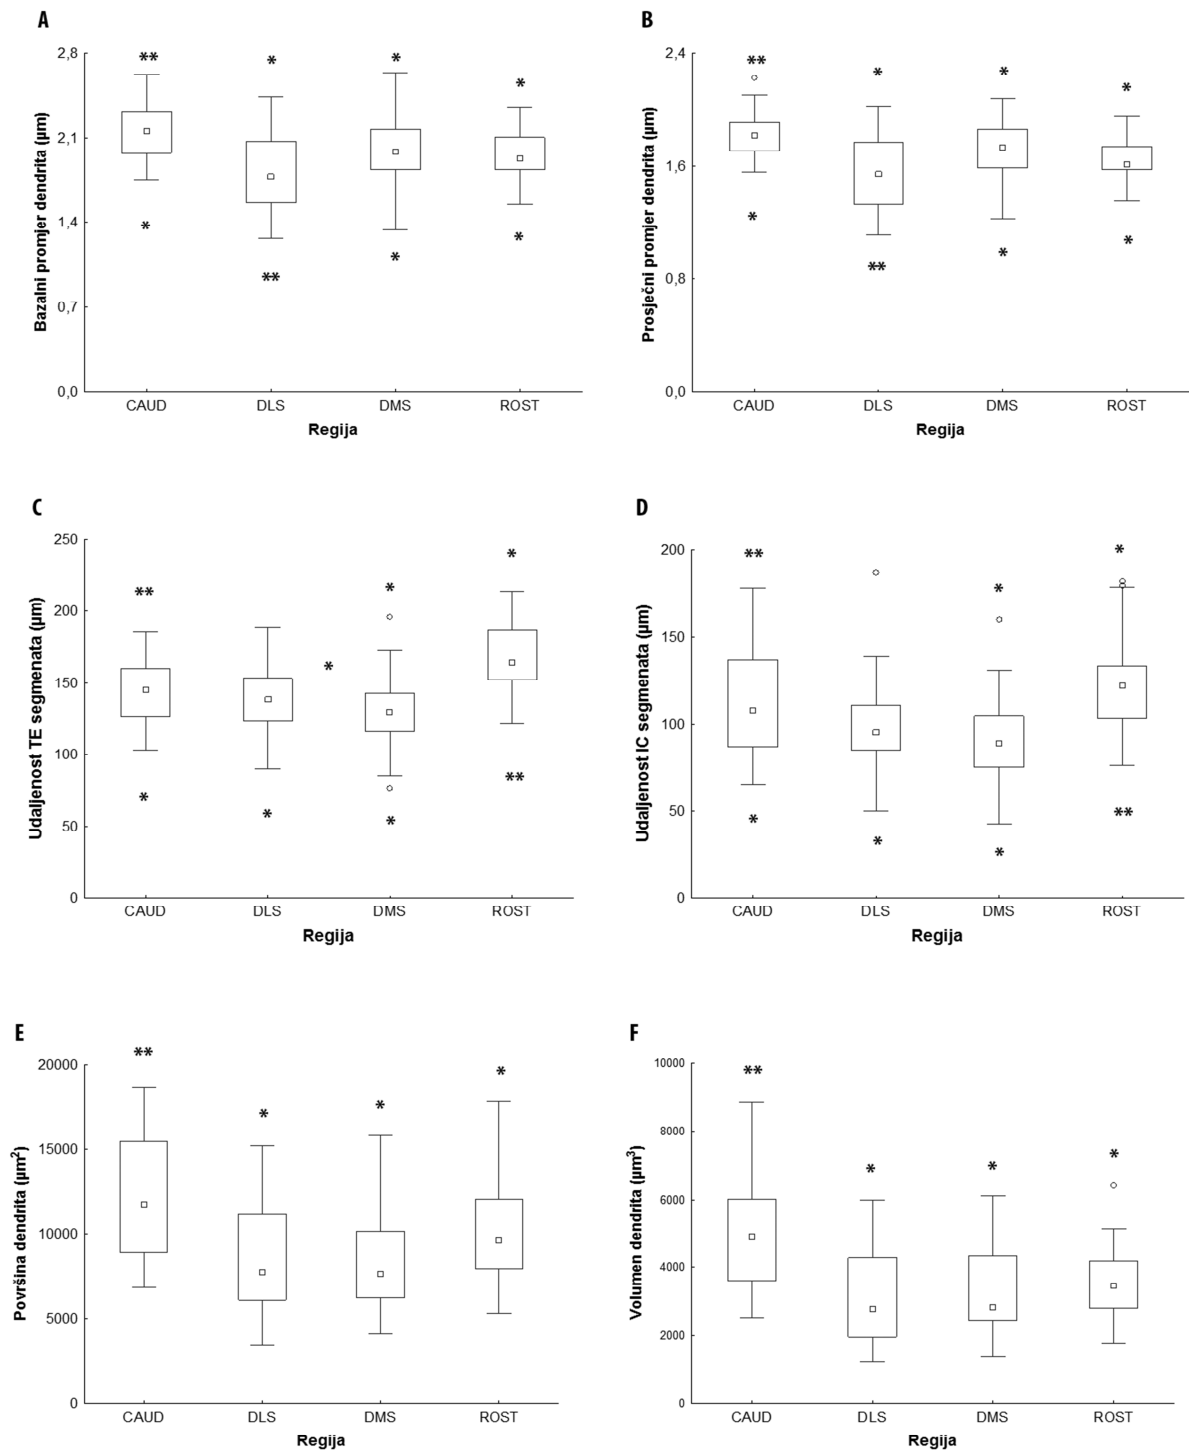 A
**
*
*
*
2,8
2,1
1,4
0,7
0,0
Bazalni promjer dendrita (µm)
*
**
*
*
CAUD DLS DMS ROST
Regija
B
**
*
*
*
2,4
1,6
0,8
0,0
Prosječni promjer dendrita (µm)
*
**
*
*
CAUD DLS DMS ROST
Regija
C
250
200
150
100
50
0
Udaljenost TE segmenata (µm)
**
*
*
*
*
*
*
**
CAUD DLS DMS ROST
Regija
D
200
150
100
50
0
Udaljenost IC segmenata (µm)
**
*
*
*
*
*
**
CAUD DLS DMS ROST
Regija
E
20000
15000
10000
5000
0
Površina dendrita (µm²)
**
*
*
*
CAUD DLS DMS ROST
Regija
F
10000
8000
6000
4000
2000
0
Volumen dendrita (µm³)
**
*
*
*
CAUD DLS DMS ROST
Regija